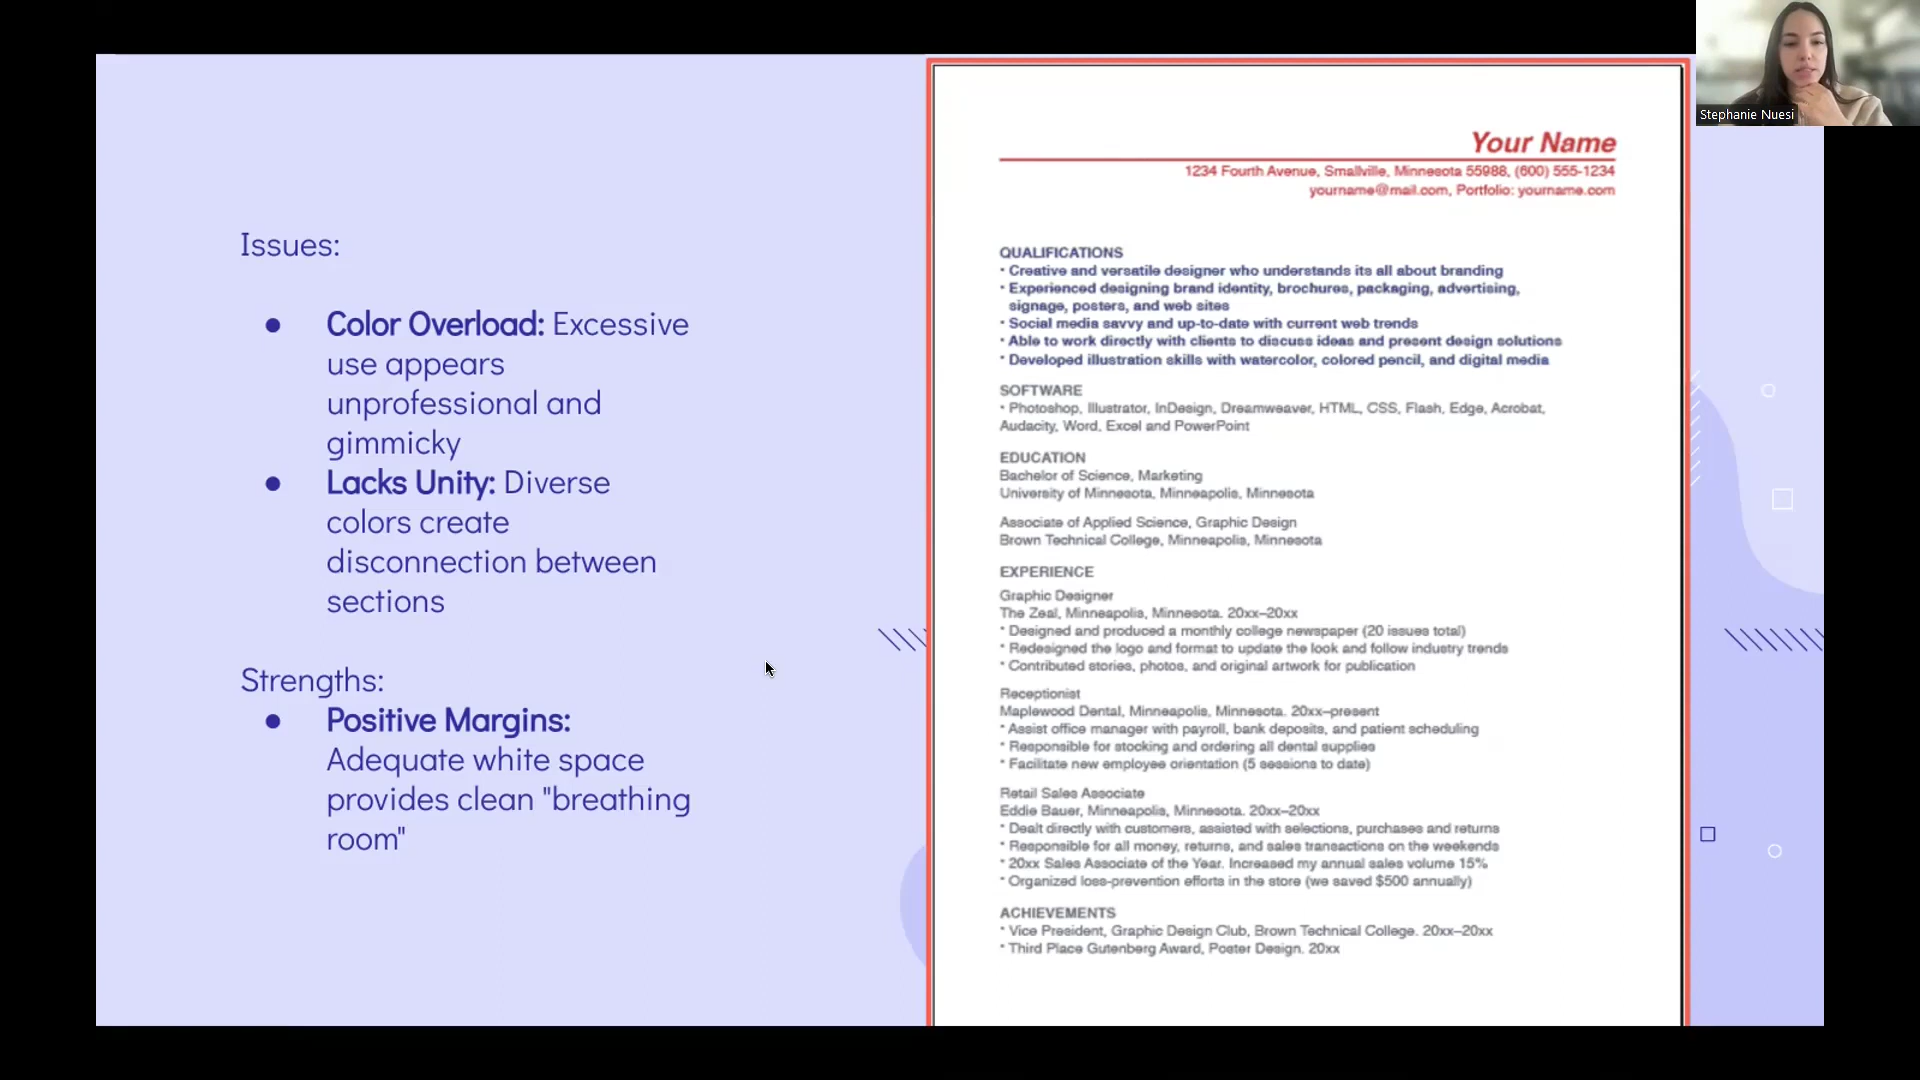 Issues:
● Color Overload: Excessive
use appears
unprofessional and
gimmicky
● Lacks Unity: Diverse
colors create
disconnection between
sections
Strengths:
● Positive Margins:
Adequate white space
provides clean "breathing
room"
Your Name
1234 Fourth Avenue, Smallville, Minnesota 55988, (600) 555-1234
yourname@mail.com, Portfolio: yourname.com
QUALIFICATIONS
• Creative and versatile designer who understands its all about branding
• Experienced designing brand identity, brochures, packaging, advertising,
signage, posters, and web sites
• Social media savvy and up-to-date with current web trends
• Able to work directly with clients to discuss ideas and present design solutions
• Developed illustration skills with watercolor, colored pencil, and digital media
SOFTWARE
• Photoshop, Illustrator, InDesign, Dreamweaver, HTML, CSS, Flash, Edge, Acrobat,
Audacity, Word, Excel and PowerPoint
EDUCATION
Bachelor of Science, Marketing
University of Minnesota, Minneapolis, Minnesota
Associate of Applied Science, Graphic Design
Brown Technical College, Minneapolis, Minnesota
EXPERIENCE
Graphic Designer
The Zeal, Minneapolis, Minnesota. 20xx–20xx
* Designed and produced a monthly college newspaper (20 issues total)
* Redesigned the logo and format to update the look and follow industry trends
* Contributed stories, photos, and original artwork for publication
Receptionist
Maplewood Dental, Minneapolis, Minnesota. 20xx–present
* Assist office manager with payroll, bank deposits, and patient scheduling
* Responsible for stocking and ordering all dental supplies
* Facilitate new employee orientation (5 sessions to date)
Retail Sales Associate
Eddie Bauer, Minneapolis, Minnesota. 20xx–20xx
* Dealt directly with customers, assisted with selections, purchases and returns
* Responsible for all money, returns, and sales transactions on the weekends
* 20xx Sales Associate of the Year. Increased my annual sales volume 15%
* Organized loss-prevention efforts in the store (we saved $500 annually)
ACHIEVEMENTS
* Vice President, Graphic Design Club, Brown Technical College. 20xx–20xx
* Third Place Gutenberg Award, Poster Design. 20xx
Stephanie Nuesi